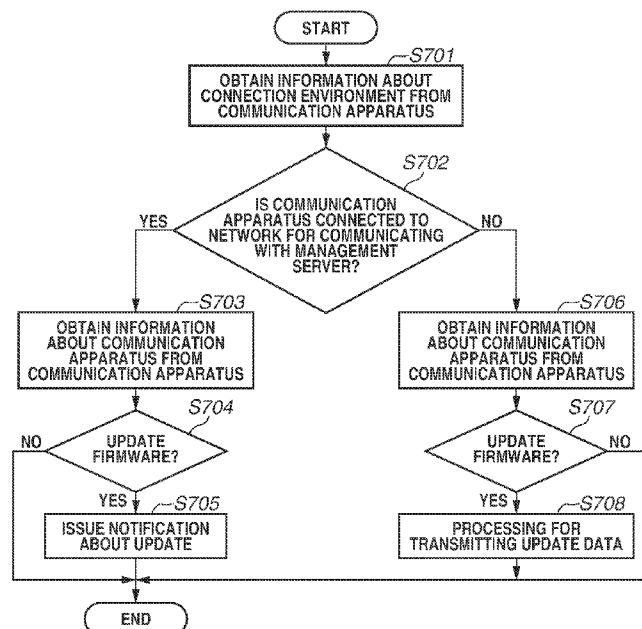 START
S701
OBTAIN INFORMATION ABOUT
CONNECTION ENVIRONMENT FROM
COMMUNICATION APPARATUS
S702
IS COMMUNICATION
APPARATUS CONNECTED TO
NETWORK FOR COMMUNICATING
WITH MANAGEMENT
SERVER?
YES
NO
S703
OBTAIN INFORMATION
ABOUT COMMUNICATION
APPARATUS FROM
COMMUNICATION APPARATUS
S704
UPDATE
FIRMWARE?
NO
YES
S705
ISSUE NOTIFICATION
ABOUT UPDATE
S706
OBTAIN INFORMATION
ABOUT COMMUNICATION
APPARATUS FROM
COMMUNICATION APPARATUS
S707
UPDATE
FIRMWARE?
NO
YES
S708
PROCESSING FOR
TRANSMITTING UPDATE DATA
END